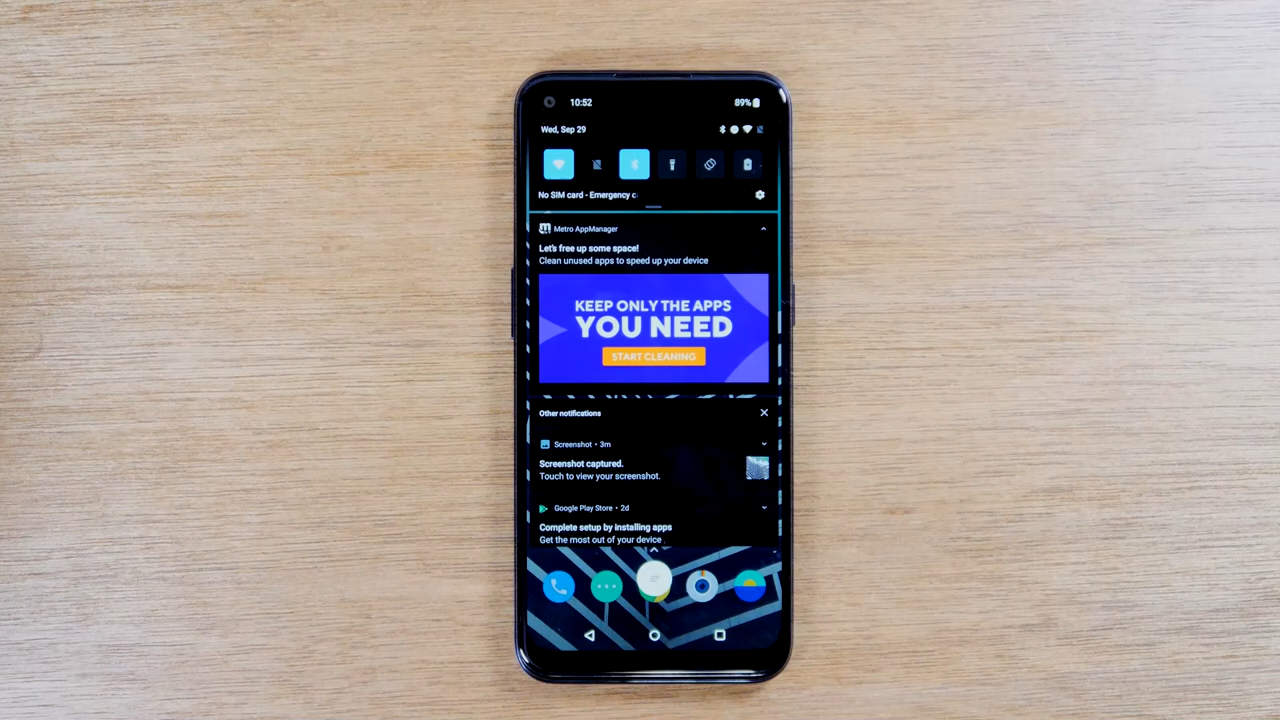 10:52
89%
Wed, Sep 29
No SIM card - Emergency c
Metro AppManager
Let's free up some space!
Clean unused apps to speed up your device
KEEP ONLY THE APPS
YOU NEED
START CLEANING
Other notifications
Screenshot • 3m
Screenshot captured.
Touch to view your screenshot.
Google Play Store • 2d
Complete setup by installing apps
Get the most out of your device